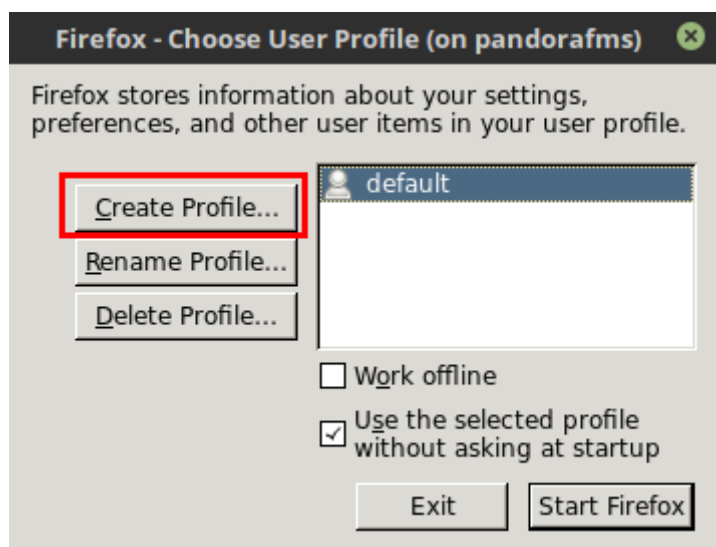 Firefox - Choose User Profile (on pandorafms)
Firefox stores information about your settings,
preferences, and other user items in your user profile.
Create Profile...
default
Rename Profile...
Delete Profile...
Work offline
Use the selected profile
without asking at startup
Exit
Start Firefox